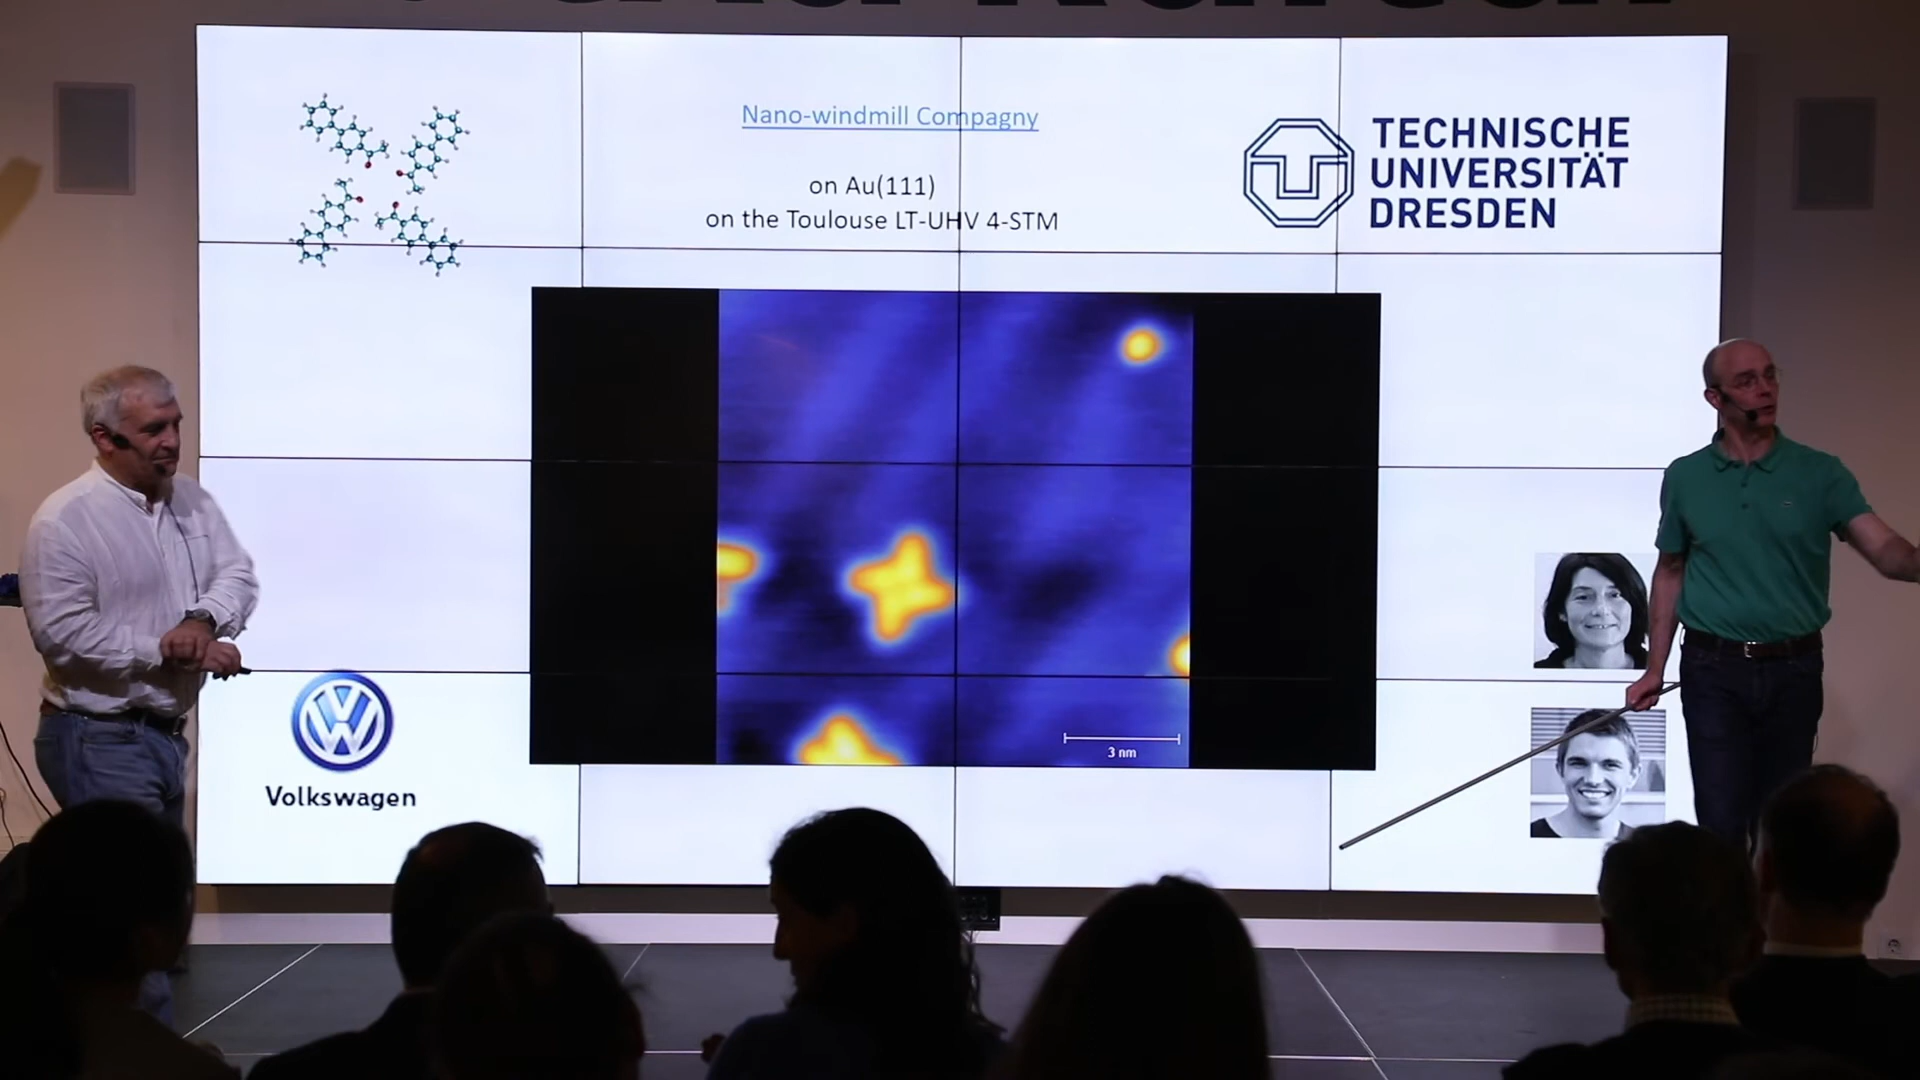 Nano-windmill Compagny
on Au(111)
on the Toulouse LT-UHV 4-STM
TECHNISCHE
UNIVERSITÄT
DRESDEN
3 nm
Volkswagen